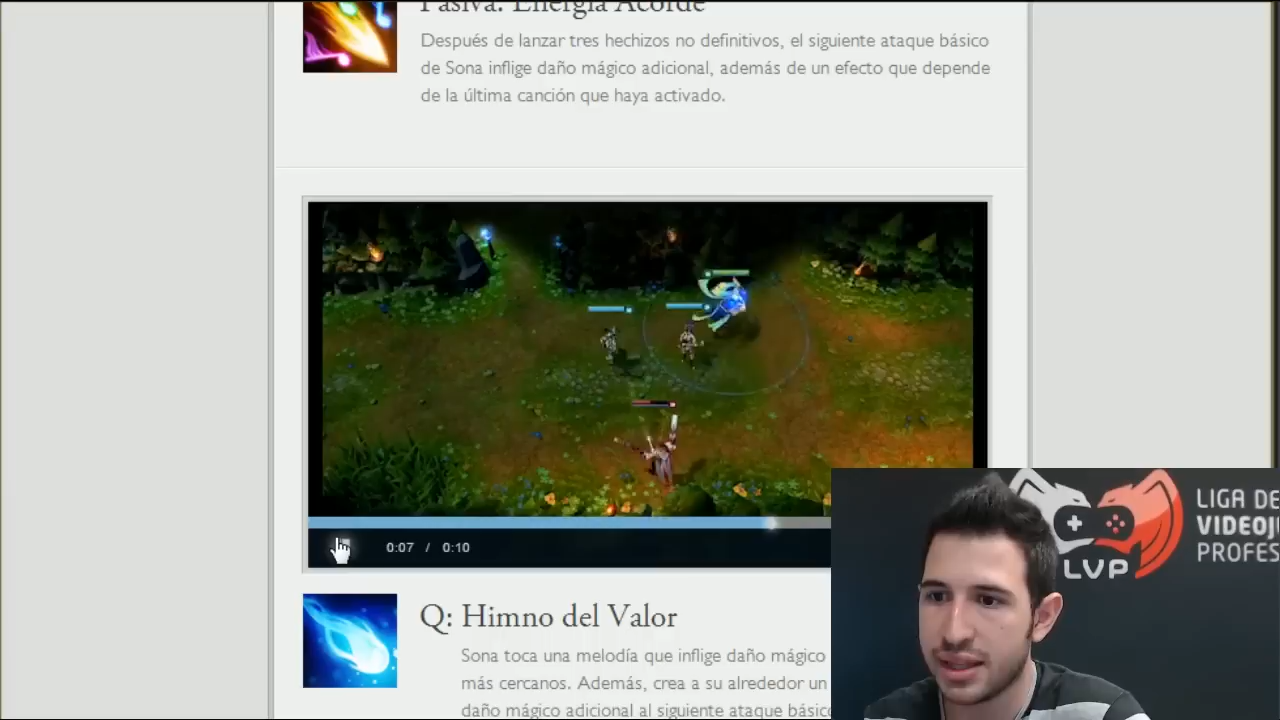 Pasiva: Energía Acorde
Después de lanzar tres hechizos no definitivos, el siguiente ataque básico
de Sona inflige daño mágico adicional, además de un efecto que depende
de la última canción que haya activado.
0:07 / 0:10
Q: Himno del Valor
Sona toca una melodía que inflige daño mágico
más cercanos. Además, crea a su alrededor un
daño mágico adicional al siguiente ataque básico
LIGA DE
VIDEOJU
PROFES
LVP